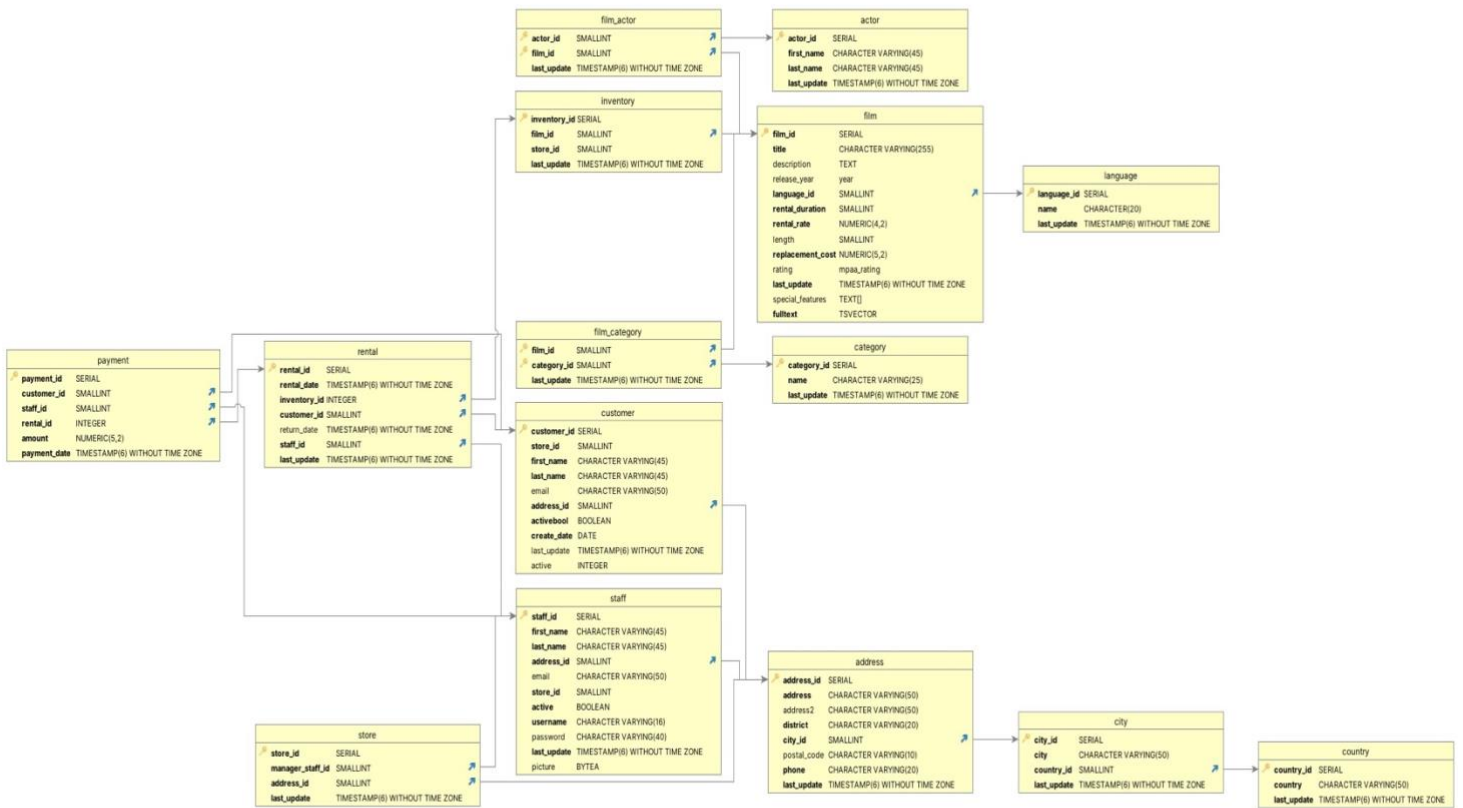 film_actor
actor_id SMALLINT
film_id SMALLINT
last_update TIMESTAMP(6) WITHOUT TIME ZONE
actor
actor_id SERIAL
first_name CHARACTER VARYING(45)
last_name CHARACTER VARYING(45)
last_update TIMESTAMP(6) WITHOUT TIME ZONE
inventory
inventory_id SERIAL
film_id SMALLINT
store_id SMALLINT
last_update TIMESTAMP(6) WITHOUT TIME ZONE
film
film_id SERIAL
title CHARACTER VARYING(255)
description TEXT
release_year year
language_id SMALLINT
rental_duration SMALLINT
rental_rate NUMERIC(4,2)
length SMALLINT
replacement_cost NUMERIC(5,2)
rating mpaa_rating
last_update TIMESTAMP(6) WITHOUT TIME ZONE
special_features TEXT[]
fulltext TSVECTOR
language
language_id SERIAL
name CHARACTER(20)
last_update TIMESTAMP(6) WITHOUT TIME ZONE
film_category
film_id SMALLINT
category_id SMALLINT
last_update TIMESTAMP(6) WITHOUT TIME ZONE
category
category_id SERIAL
name CHARACTER VARYING(25)
last_update TIMESTAMP(6) WITHOUT TIME ZONE
payment
payment_id SERIAL
customer_id SMALLINT
staff_id SMALLINT
rental_id INTEGER
amount NUMERIC(5,2)
payment_date TIMESTAMP(6) WITHOUT TIME ZONE
rental
rental_id SERIAL
rental_date TIMESTAMP(6) WITHOUT TIME ZONE
inventory_id INTEGER
customer_id SMALLINT
return_date TIMESTAMP(6) WITHOUT TIME ZONE
staff_id SMALLINT
last_update TIMESTAMP(6) WITHOUT TIME ZONE
customer
customer_id SERIAL
store_id SMALLINT
first_name CHARACTER VARYING(45)
last_name CHARACTER VARYING(45)
email CHARACTER VARYING(50)
address_id SMALLINT
activebool BOOLEAN
create_date DATE
last_update TIMESTAMP(6) WITHOUT TIME ZONE
active INTEGER
staff
staff_id SERIAL
first_name CHARACTER VARYING(45)
last_name CHARACTER VARYING(45)
address_id SMALLINT
email CHARACTER VARYING(50)
store_id SMALLINT
active BOOLEAN
username CHARACTER VARYING(16)
password CHARACTER VARYING(40)
last_update TIMESTAMP(6) WITHOUT TIME ZONE
picture BYTEA
store
store_id SERIAL
manager_staff_id SMALLINT
address_id SMALLINT
last_update TIMESTAMP(6) WITHOUT TIME ZONE
address
address_id SERIAL
address CHARACTER VARYING(50)
address2 CHARACTER VARYING(50)
district CHARACTER VARYING(20)
city_id SMALLINT
postal_code CHARACTER VARYING(10)
phone CHARACTER VARYING(20)
last_update TIMESTAMP(6) WITHOUT TIME ZONE
city
city_id SERIAL
city CHARACTER VARYING(50)
country_id SMALLINT
last_update TIMESTAMP(6) WITHOUT TIME ZONE
country
country_id SERIAL
country CHARACTER VARYING(50)
last_update TIMESTAMP(6) WITHOUT TIME ZONE